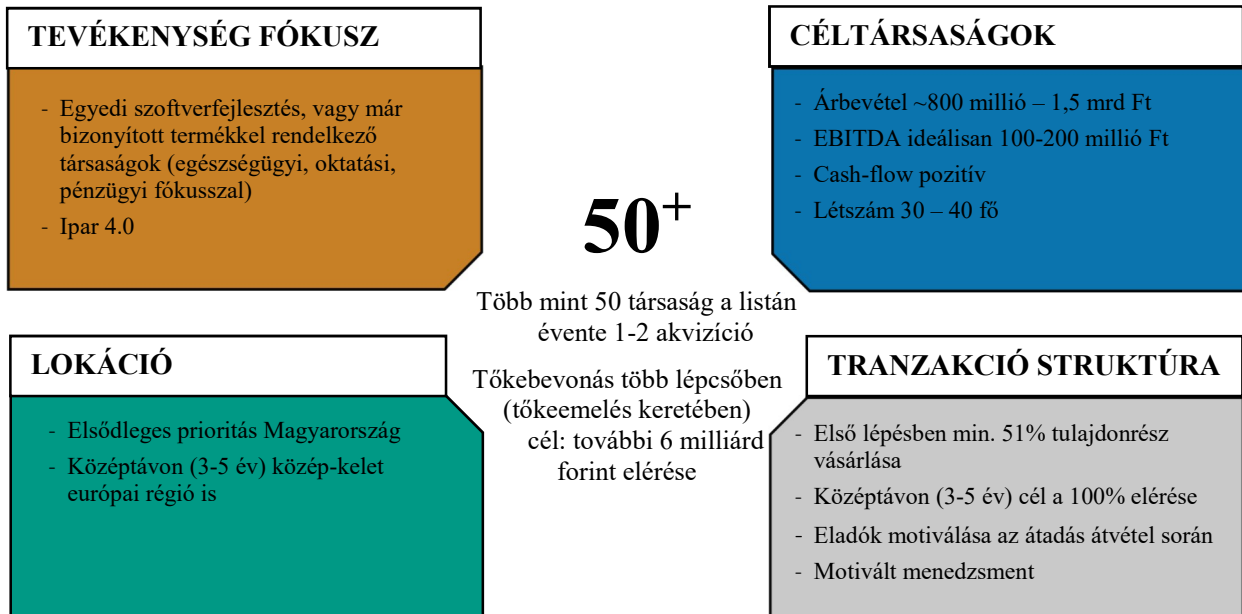 TEVÉKENYSÉG FÓKUSZ
- Egyedi szoftverfejlesztés, vagy már
bizonyított termékkel rendelkező
társaságok (egészségügyi, oktatási,
pénzügyi fókusszal)
- Ipar 4.0
CÉLTÁRSASÁGOK
- Árbevétel ~800 millió – 1,5 mrd Ft
- EBITDA ideálisan 100-200 millió Ft
- Cash-flow pozitív
- Létszám 30 – 40 fő
50+
Több mint 50 társaság a listán
évente 1-2 akvizíció
Tőkebevonás több lépcsőben
(tőkeemelés keretében)
cél: további 6 milliárd
forint elérése
LOKÁCIÓ
- Elsődleges prioritás Magyarország
- Középtávon (3-5 év) közép-kelet
európai régió is
TRANZAKCIÓ STRUKTÚRA
- Első lépésben min. 51% tulajdonrész
vásárlása
- Középtávon (3-5 év) cél a 100% elérése
- Eladók motiválása az átadás átvétel során
- Motivált menedzsment